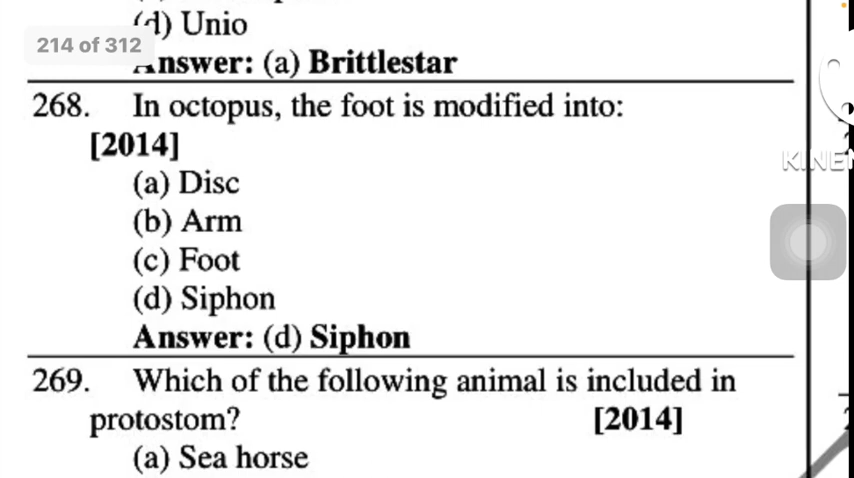 (d) Unio
214 of 312
Answer: (a) Brittlestar
268. In octopus, the foot is modified into:
[2014]
(a) Disc
(b) Arm
(c) Foot
(d) Siphon
Answer: (d) Siphon
269. Which of the following animal is included in
protostom? [2014]
(a) Sea horse